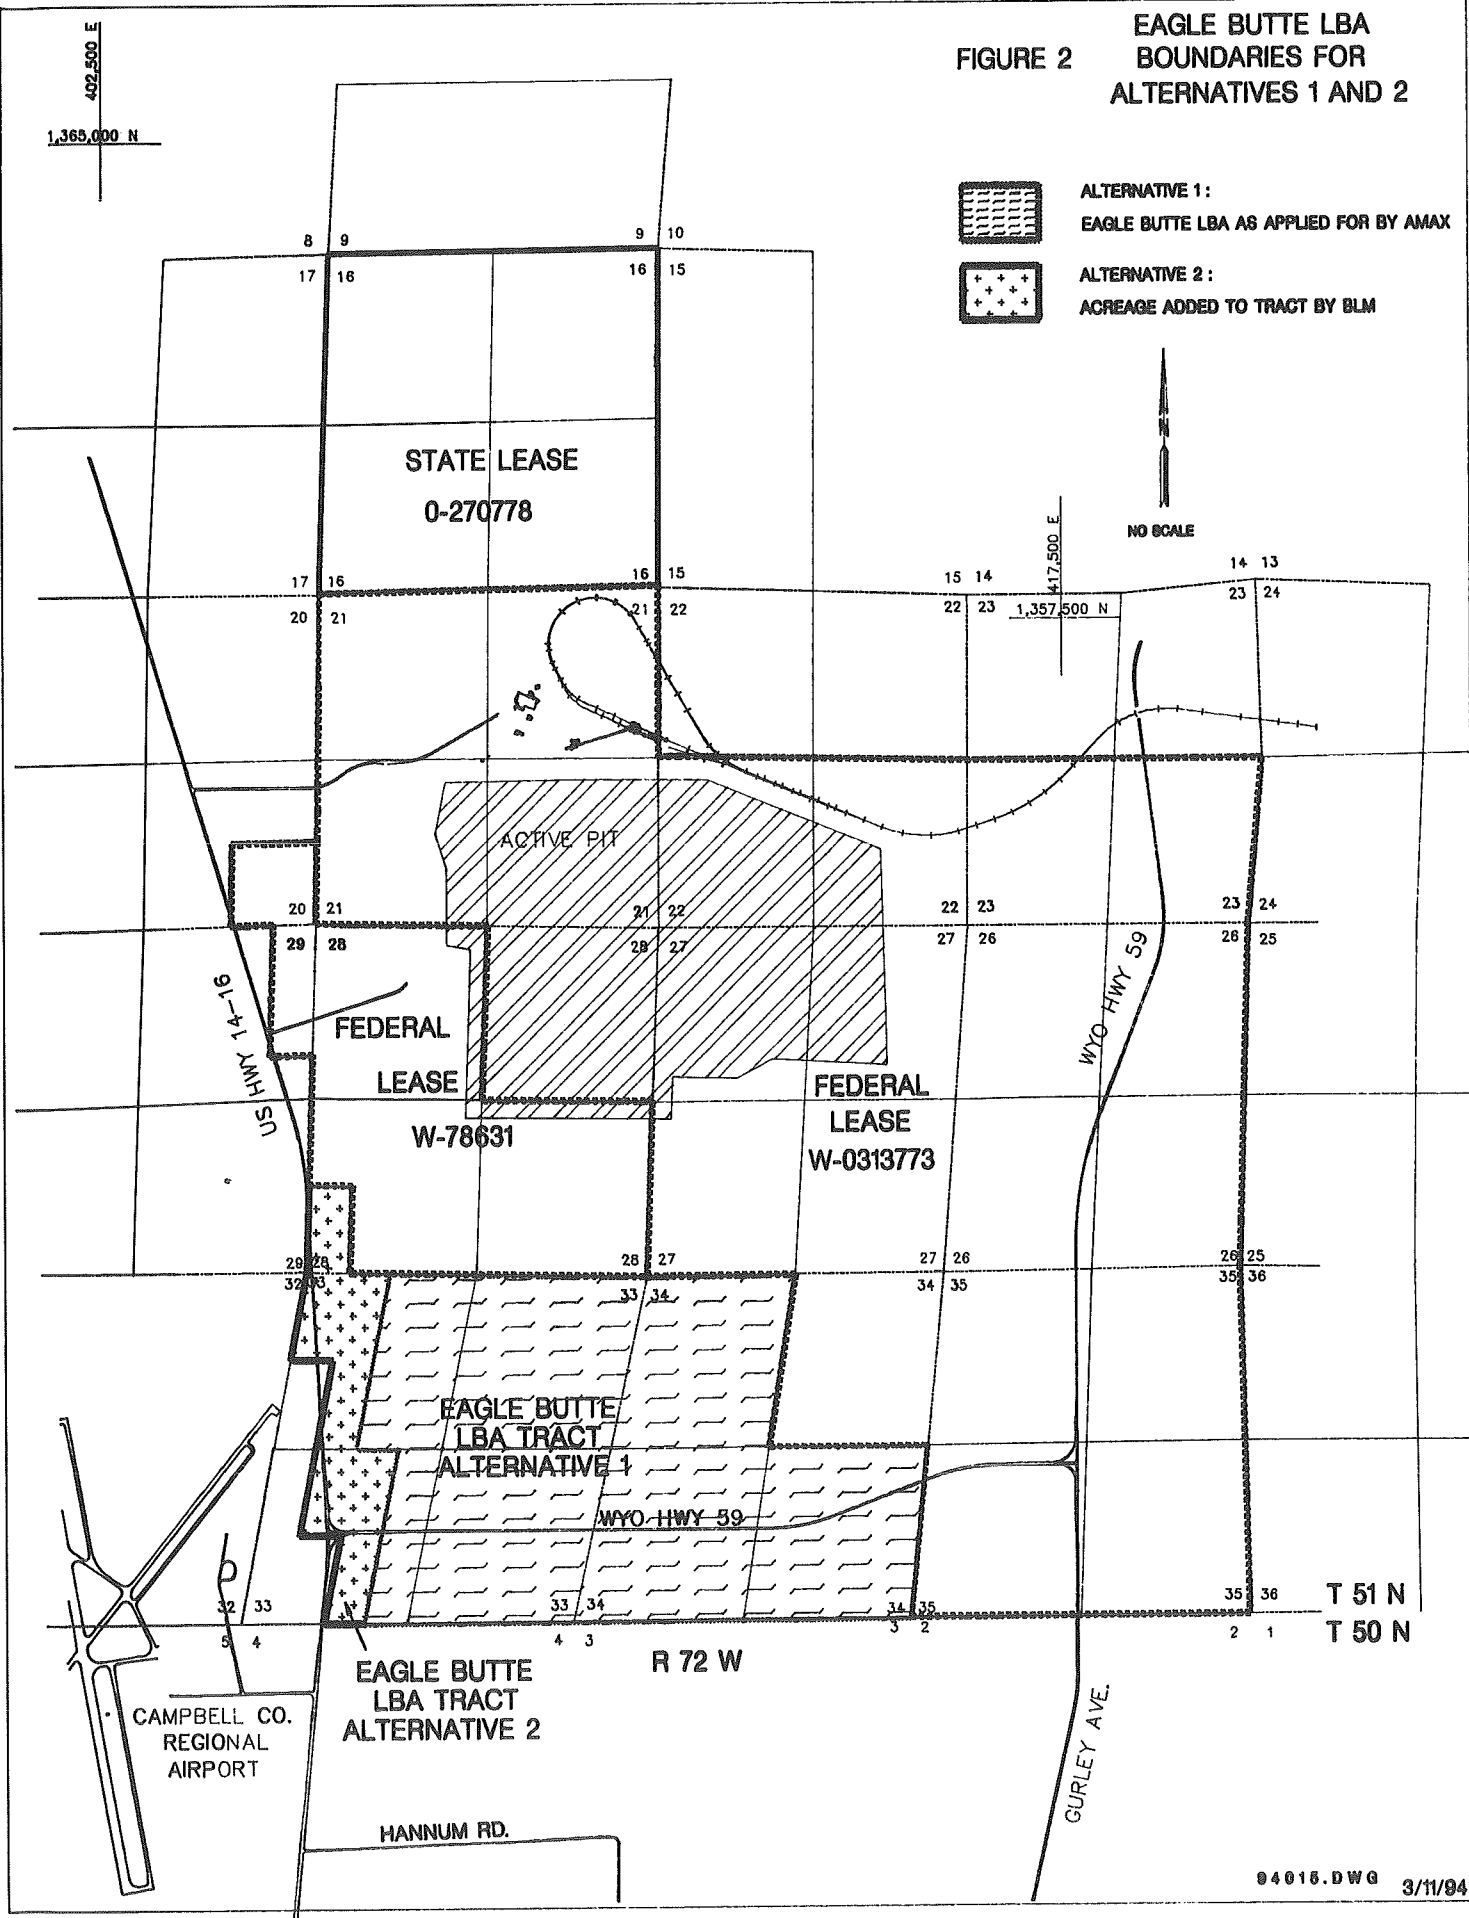 EAGLE BUTTE LBA
FIGURE 2 BOUNDARIES FOR
ALTERNATIVES 1 AND 2
402,500 E
1,365,000 N
ALTERNATIVE 1 :
EAGLE BUTTE LBA AS APPLIED FOR BY AMAX
ALTERNATIVE 2 :
ACREAGE ADDED TO TRACT BY BLM
N
NO SCALE
8 9 9 10
17 16 16 15
STATE LEASE
0-270778
417,500 E
17 16 16 15 15 14 14 13
20 21 21 22 22 23 23 24
1,357,500 N
ACTIVE PIT
20 21 21 22 22 23 23 24
29 28 28 27 27 26 26 25
US HWY 14-16
WYO HWY 59
FEDERAL
LEASE
W-78631
FEDERAL
LEASE
W-0313773
29 28 28 27 27 26 26 25
32 33 33 34 34 35 35 36
EAGLE BUTTE
LBA TRACT
ALTERNATIVE 1
WYO HWY 59
32 33 33 34 34 35 35 36
5 4 4 3 3 2 2 1
T 51 N
T 50 N
R 72 W
EAGLE BUTTE
LBA TRACT
ALTERNATIVE 2
CAMPBELL CO.
REGIONAL
AIRPORT
GURLEY AVE.
HANNUM RD.
94015.DWG 3/11/94